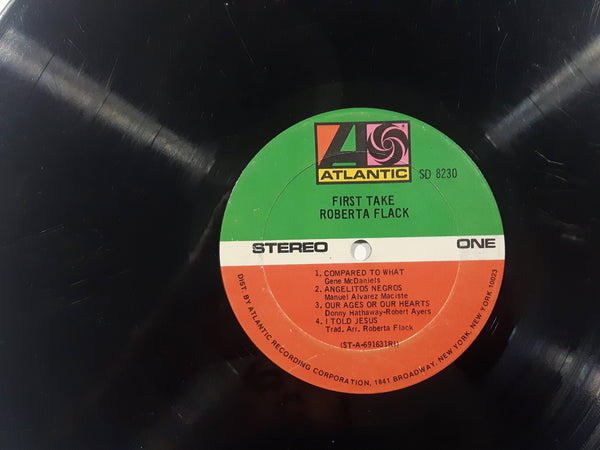 ATLANTIC
SD 8230
FIRST TAKE
ROBERTA FLACK
STEREO ONE
1. COMPARED TO WHAT
Gene McDaniels
2. ANGELITOS NEGROS
Manuel Alvarez Maciste
3. OUR AGES OR OUR HEARTS
Donny Hathaway-Robert Ayers
4. I TOLD JESUS
Trad. Arr. Roberta Flack
(ST-A-691631RI)
DIST. BY ATLANTIC RECORDING CORPORATION, 1841 BROADWAY, NEW YORK, NEW YORK 10023